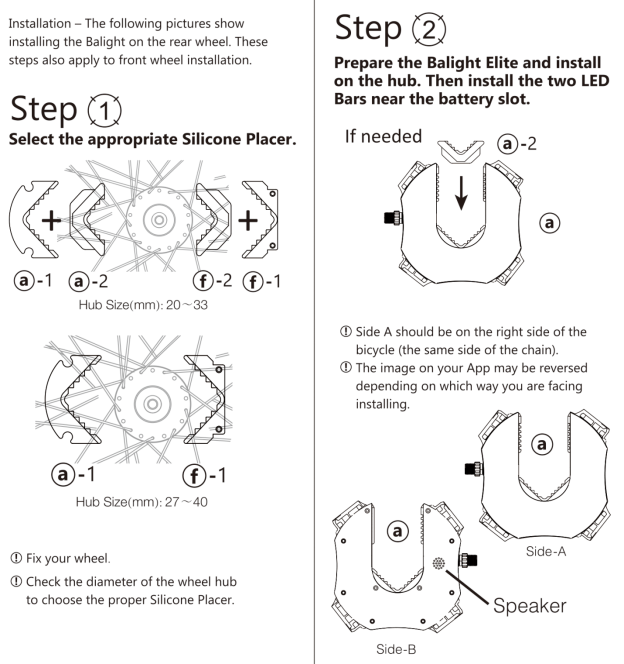 Installation – The following pictures show
installing the Balight on the rear wheel. These
steps also apply to front wheel installation.
Step 1
Select the appropriate Silicone Placer.
a-1 a-2 f-2 f-1
Hub Size(mm): 20~33
a-1 f-1
Hub Size(mm): 27~40
! Fix your wheel.
! Check the diameter of the wheel hub
to choose the proper Silicone Placer.
Step 2
Prepare the Balight Elite and install
on the hub. Then install the two LED
Bars near the battery slot.
If needed
a-2
a
! Side A should be on the right side of the
bicycle (the same side of the chain).
! The image on your App may be reversed
depending on which way you are facing
installing.
a
Side-A
a
Speaker
Side-B